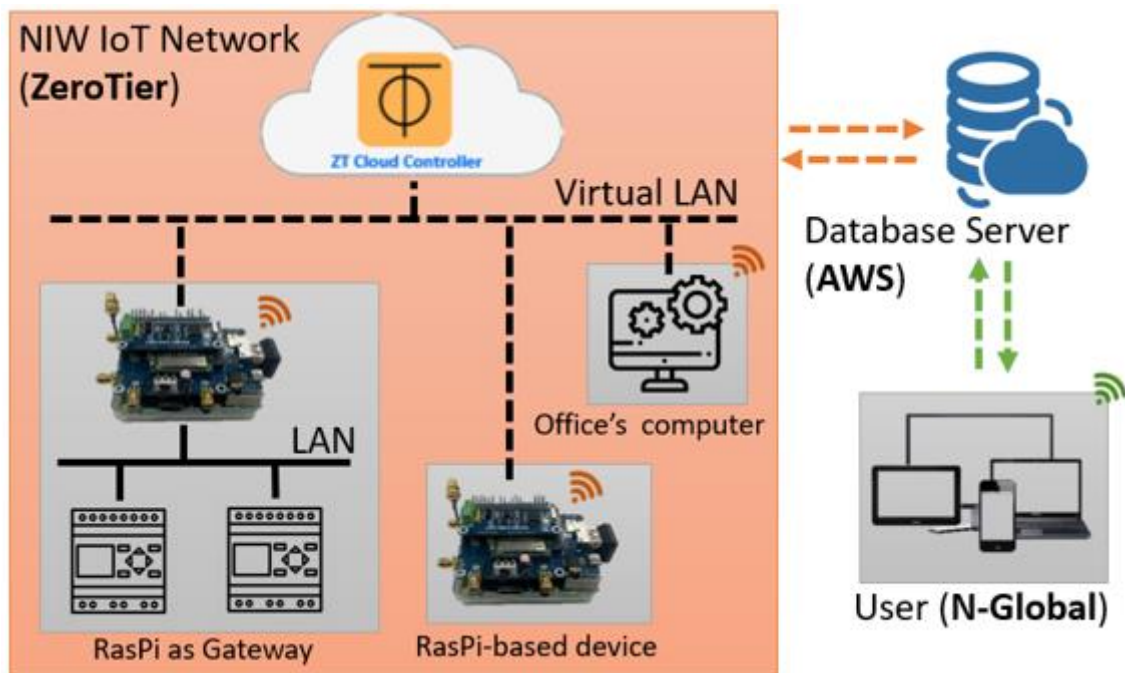 NIW IoT Network
(ZeroTier)
ZT Cloud Controller
Virtual LAN
Database Server
(AWS)
LAN
Office's computer
RasPi as Gateway
RasPi-based device
User (N-Global)